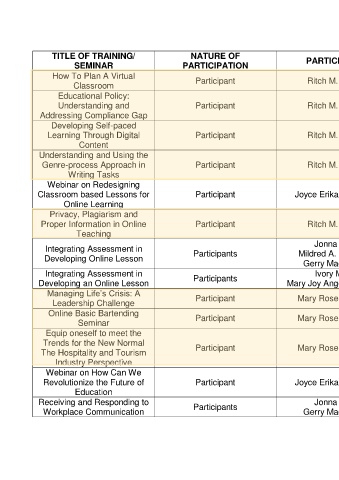 TITLE OF TRAINING/
SEMINAR
NATURE OF
PARTICIPATION
PARTICI
How To Plan A Virtual
Classroom
Participant
Ritch M.
Educational Policy:
Understanding and
Addressing Compliance Gap
Participant
Ritch M.
Developing Self-paced
Learning Through Digital
Content
Participant
Ritch M.
Understanding and Using the
Genre-process Approach in
Writing Tasks
Participant
Ritch M.
Webinar on Redesigning
Classroom based Lessons for
Online Learning
Participant
Joyce Erika
Privacy, Plagiarism and
Proper Information in Online
Teaching
Participant
Ritch M.
Integrating Assessment in
Developing Online Lesson
Participants
Jonna
Mildred A.
Gerry Ma
Integrating Assessment in
Developing an Online Lesson
Participants
Ivory M
Mary Joy Ang
Managing Life's Crisis: A
Leadership Challenge
Participant
Mary Rose
Online Basic Bartending
Seminar
Participant
Mary Rose
Equip oneself to meet the
Trends for the New Normal
The Hospitality and Tourism
Industry Perspective
Participant
Mary Rose
Webinar on How Can We
Revolutionize the Future of
Education
Participant
Joyce Erika
Receiving and Responding to
Workplace Communication
Participants
Jonna
Gerry Ma